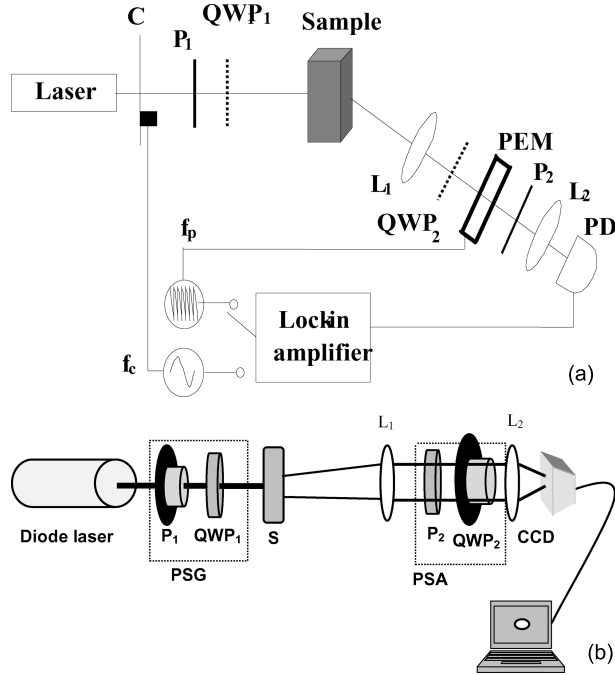 C
P1
QWP1
Sample
Laser
L1
QWP2
PEM
P2
L2
PD
fp
Lockin
amplifier
fc
(a)
L1
L2
Diode laser
P1
QWP1
S
P2
QWP2
CCD
PSG
PSA
(b)